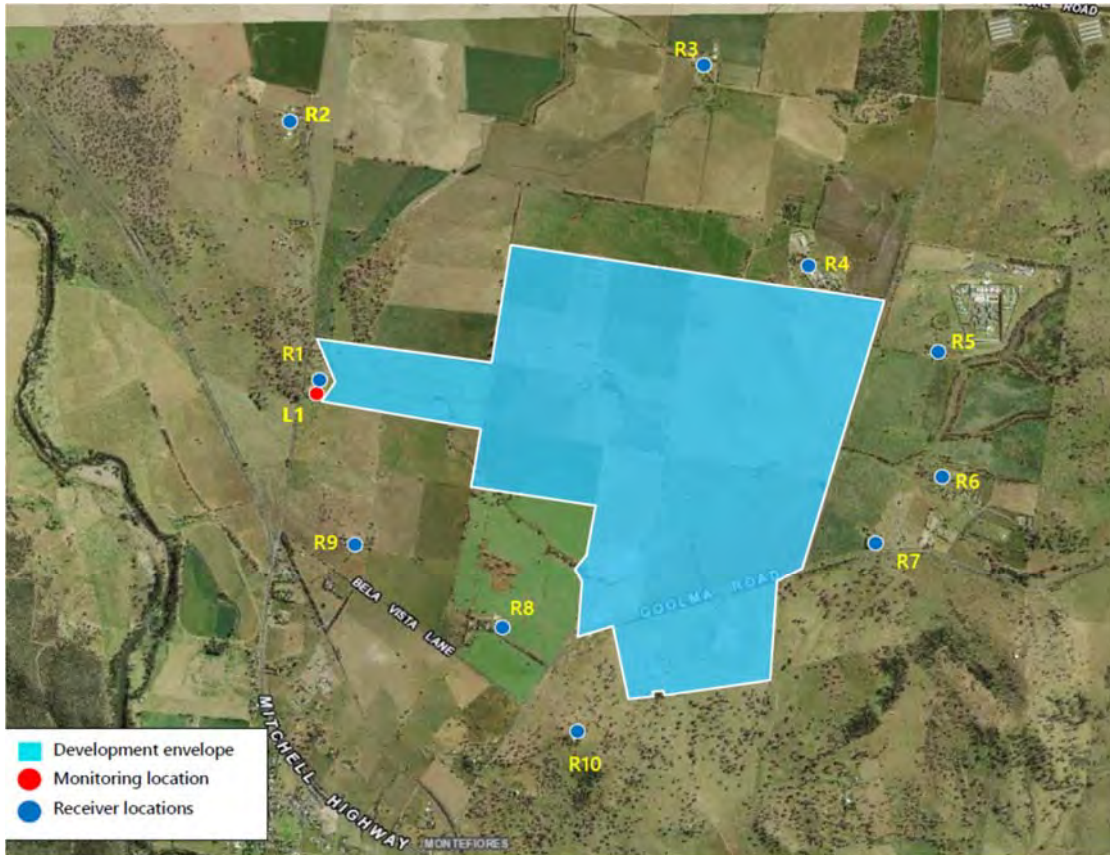 ROAD
R3
R2
R4
R5
R1
L1
R6
R9
R7
GOOLMA ROAD
BELA VISTA LANE
R8
R10
MITCHELL HIGHWAY
MONTEFIORES
Development envelope
Monitoring location
Receiver locations